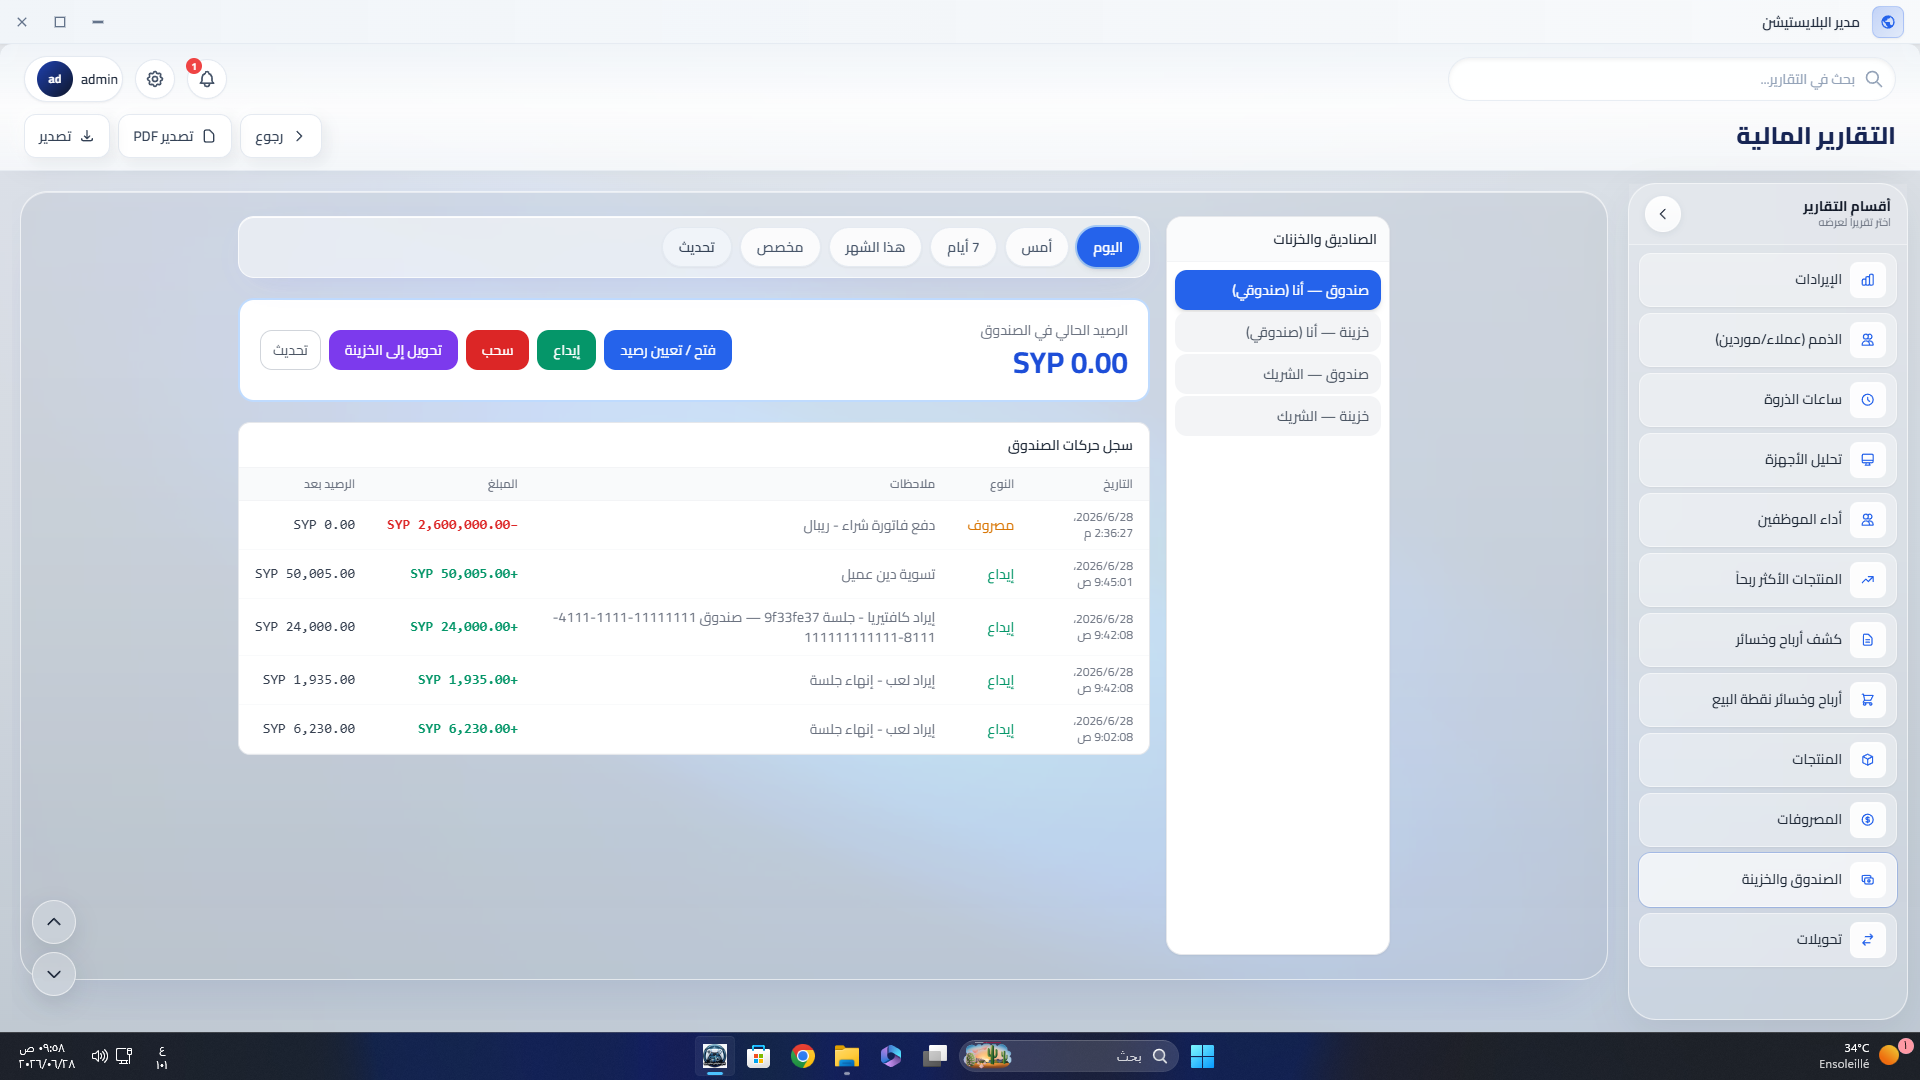 مدير البلايستيشن
بحث في التقارير...
1
admin
ad
التقارير المالية
رجوع
تصدير PDF
تصدير
أقسام التقارير
اختر تقريرا لعرضه
الإيرادات
الذمم (عملاء/موردين)
ساعات الذروة
تحليل الأجهزة
أداء الموظفين
المنتجات الأكثر ربحاً
كشف أرباح وخسائر
أرباح وخسائر نقطة البيع
المنتجات
المصروفات
الصندوق والخزينة
تحويلات
الصناديق والخزنات
صندوق — أنا (صندوقي)
خزينة — أنا (صندوقي)
صندوق — الشريك
خزينة — الشريك
اليوم
أمس
7 أيام
هذا الشهر
مخصص
تحديث
الرصيد الحالي في الصندوق
SYP 0.00
فتح / تعيين رصيد
إيداع
سحب
تحويل إلى الخزينة
تحديث
سجل حركات الصندوق
التاريخ النوع ملاحظات المبلغ الرصيد بعد
2026/6/28،
2:36:27 م
مصروف
دفع فاتورة شراء - ريبال
SYP 2,600,000.00−
SYP 0.00
2026/6/28،
9:45:01 ص
إيداع
تسوية دين عميل
SYP 50,005.00+
SYP 50,005.00
2026/6/28،
9:42:08 ص
إيداع
إيراد كافتيريا - جلسة 9f33fe37 — صندوق 11111111-1111-4111-
8111-111111111111
SYP 24,000.00+
SYP 24,000.00
2026/6/28،
9:42:08 ص
إيداع
إيراد لعب - إنهاء جلسة
SYP 1,935.00+
SYP 1,935.00
2026/6/28،
9:02:08 ص
إيداع
إيراد لعب - إنهاء جلسة
SYP 6,230.00+
SYP 6,230.00
١
34°C
Ensoleillé
بحث
ع
١٠١
٠٩:٥٨ ص
٢٠٢٦/٠٦/٢٨